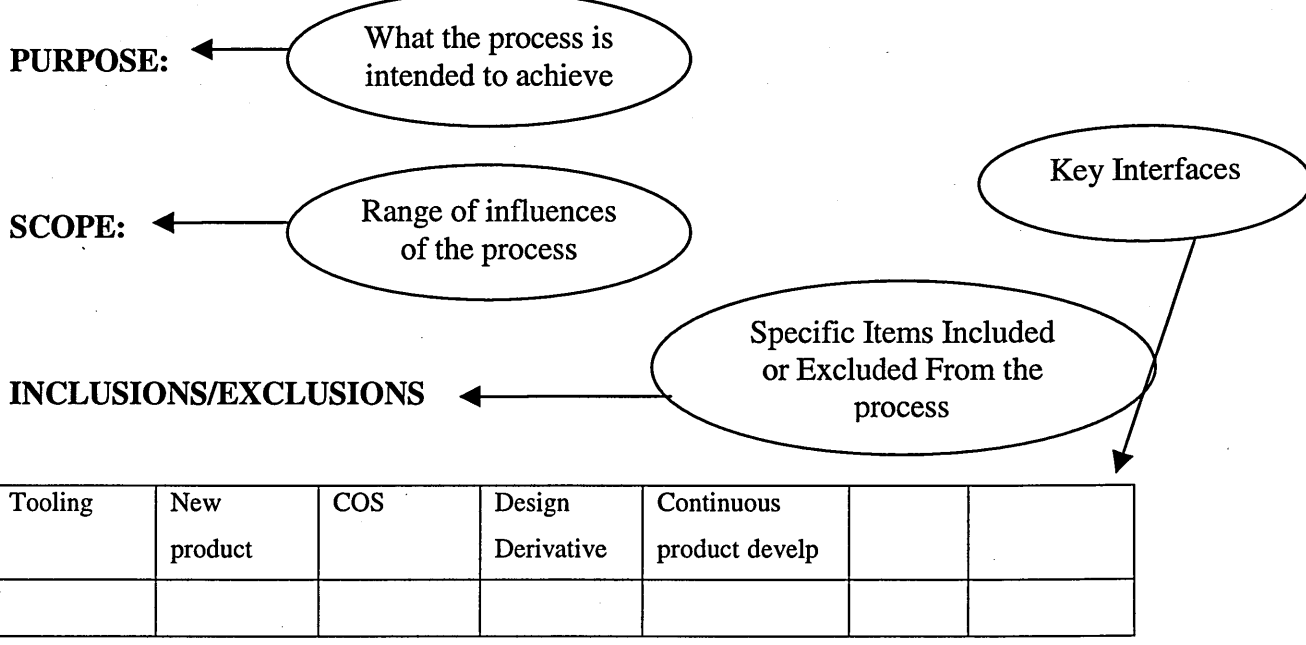 PURPOSE:
What the process is
intended to achieve
Key Interfaces
SCOPE:
Range of influences
of the process
Specific Items Included
or Excluded From the
process
INCLUSIONS/EXCLUSIONS
Tooling
New
product
COS
Design
Derivative
Continuous
product develp